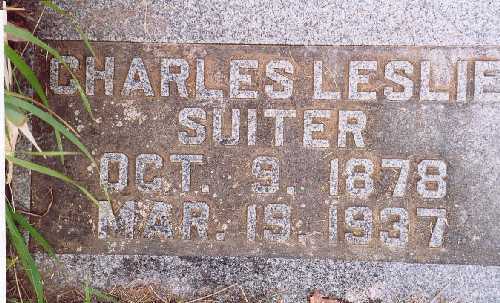 CHARLES LESLIE
SUITER
OCT. 9. 1878
MAR. 19. 1937